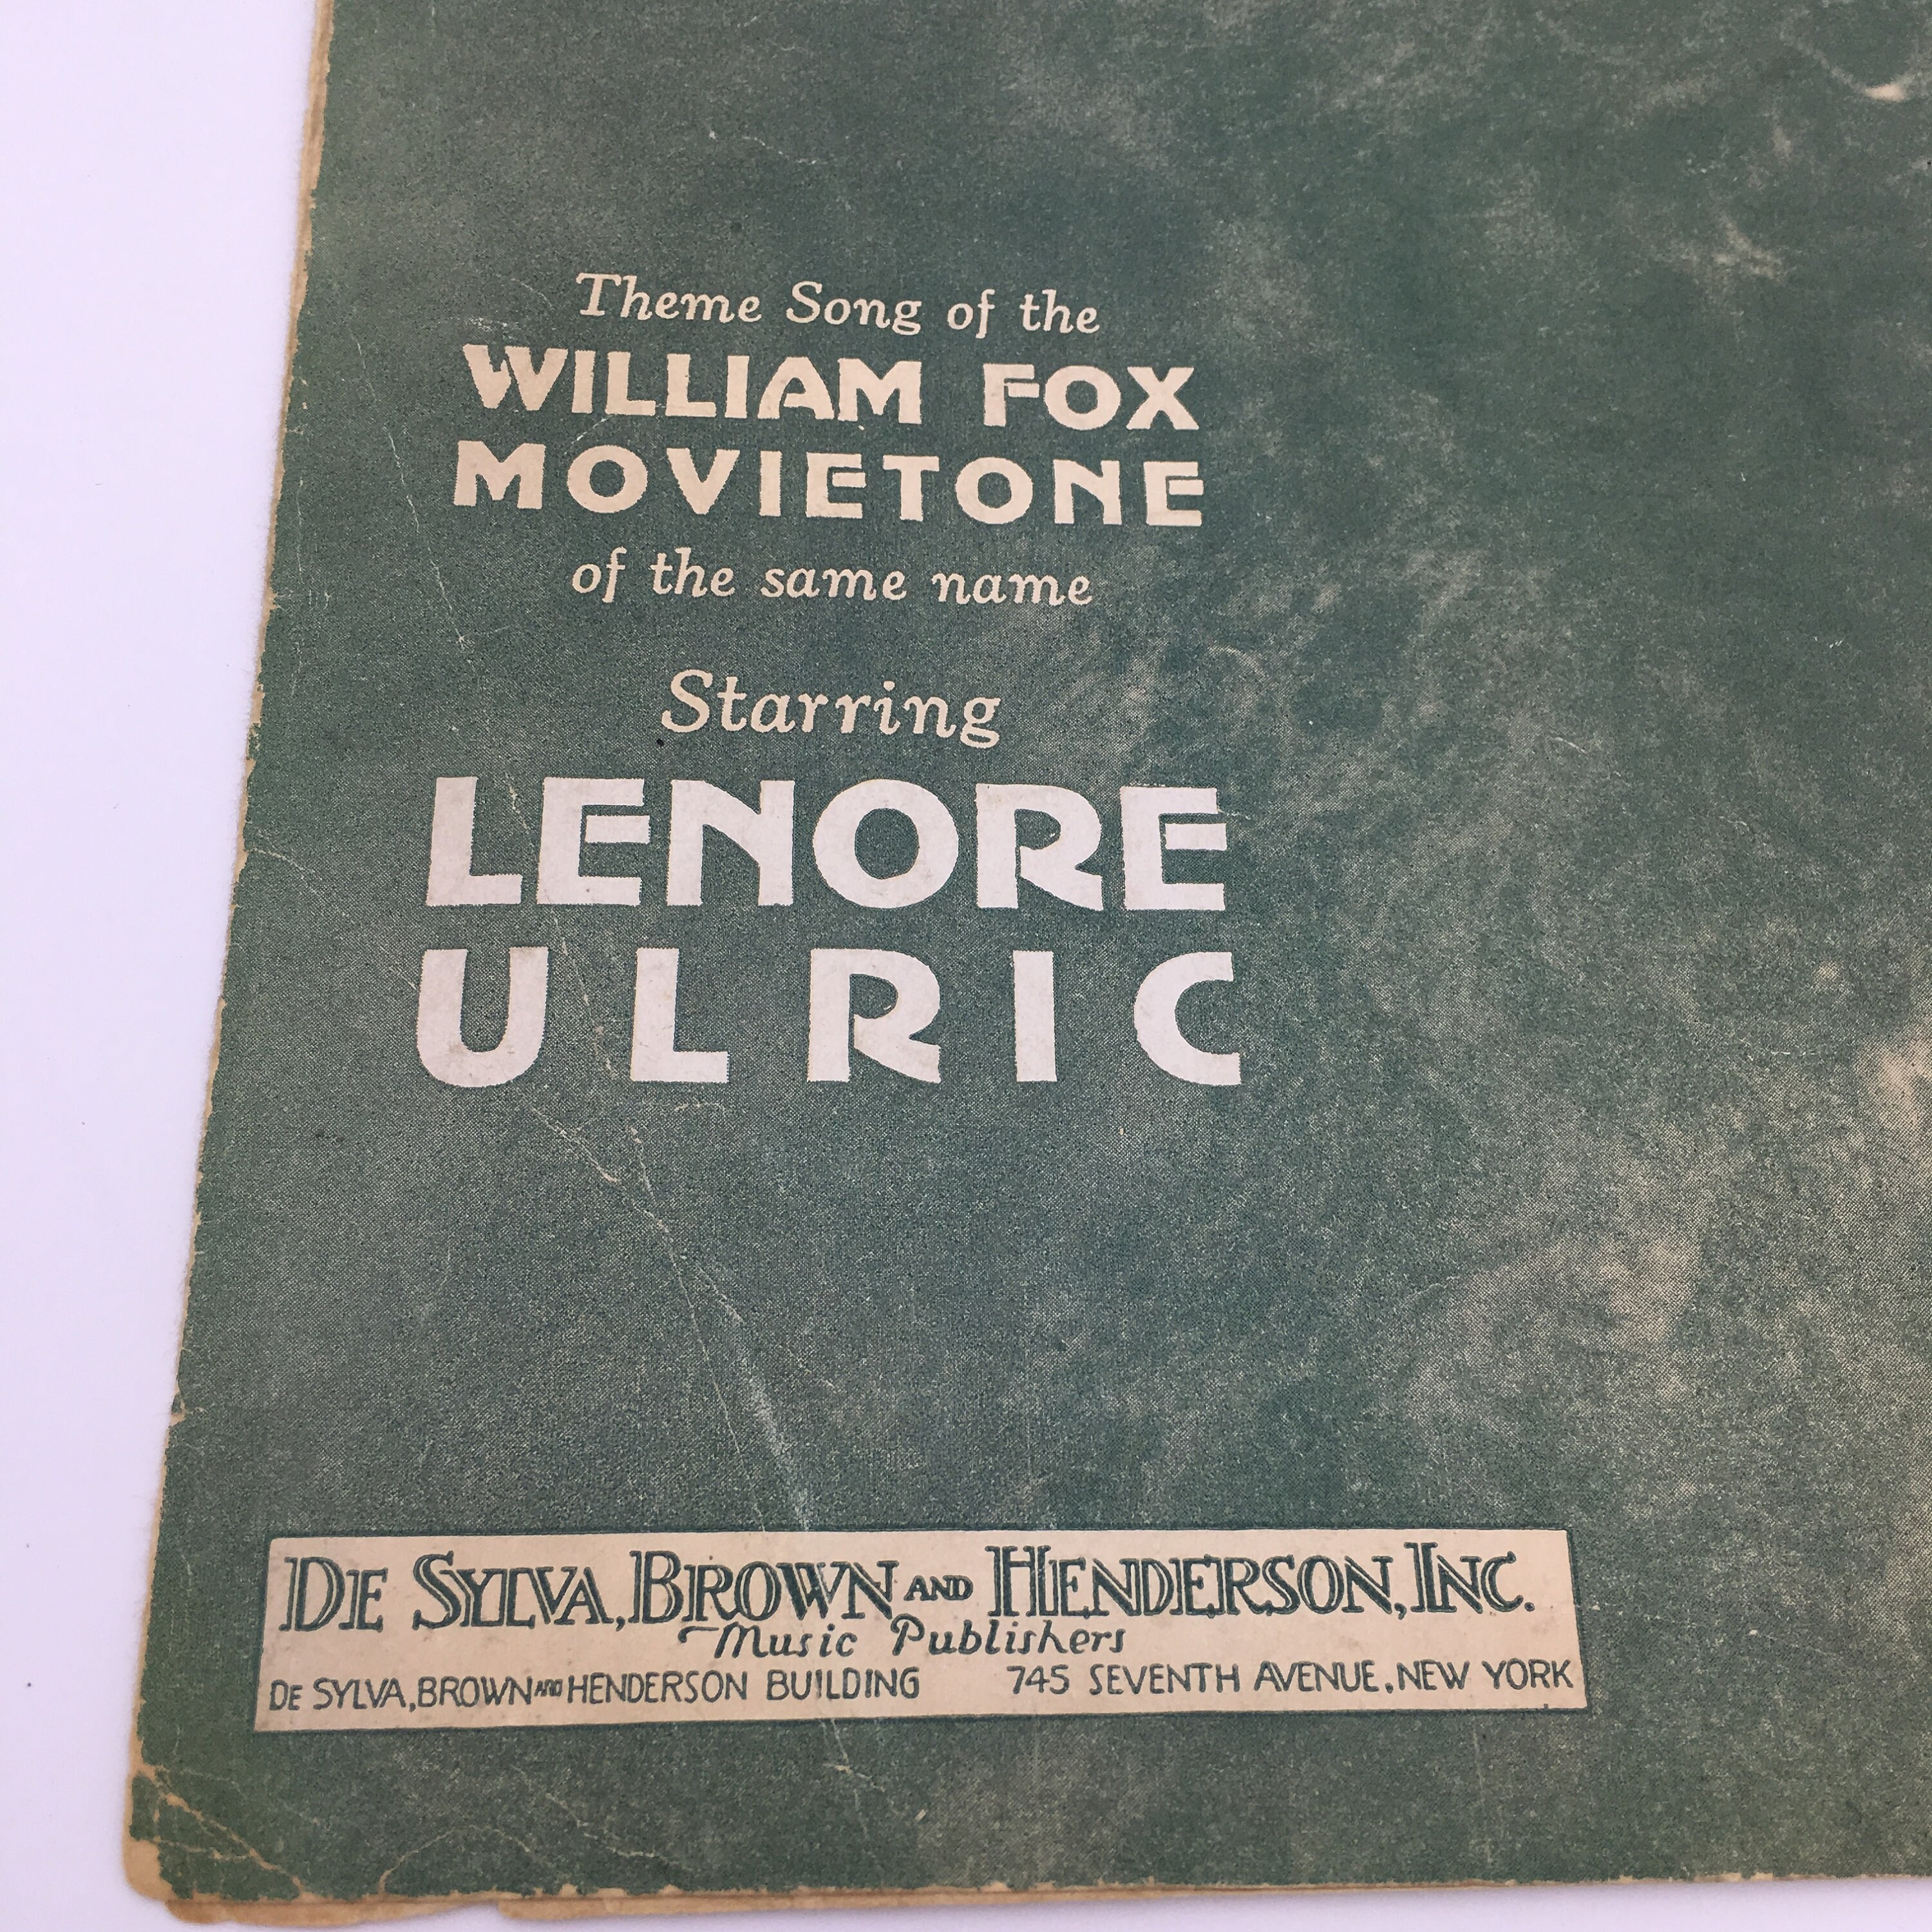 Theme Song of the
WILLIAM FOX
MOVIETONE
of the same name
Starring
LENORE
ULRIC
DE SYLVA, BROWN AND HENDERSON, INC.
Music Publishers
DE SYLVA, BROWN AND HENDERSON BUILDING 745 SEVENTH AVENUE, NEW YORK